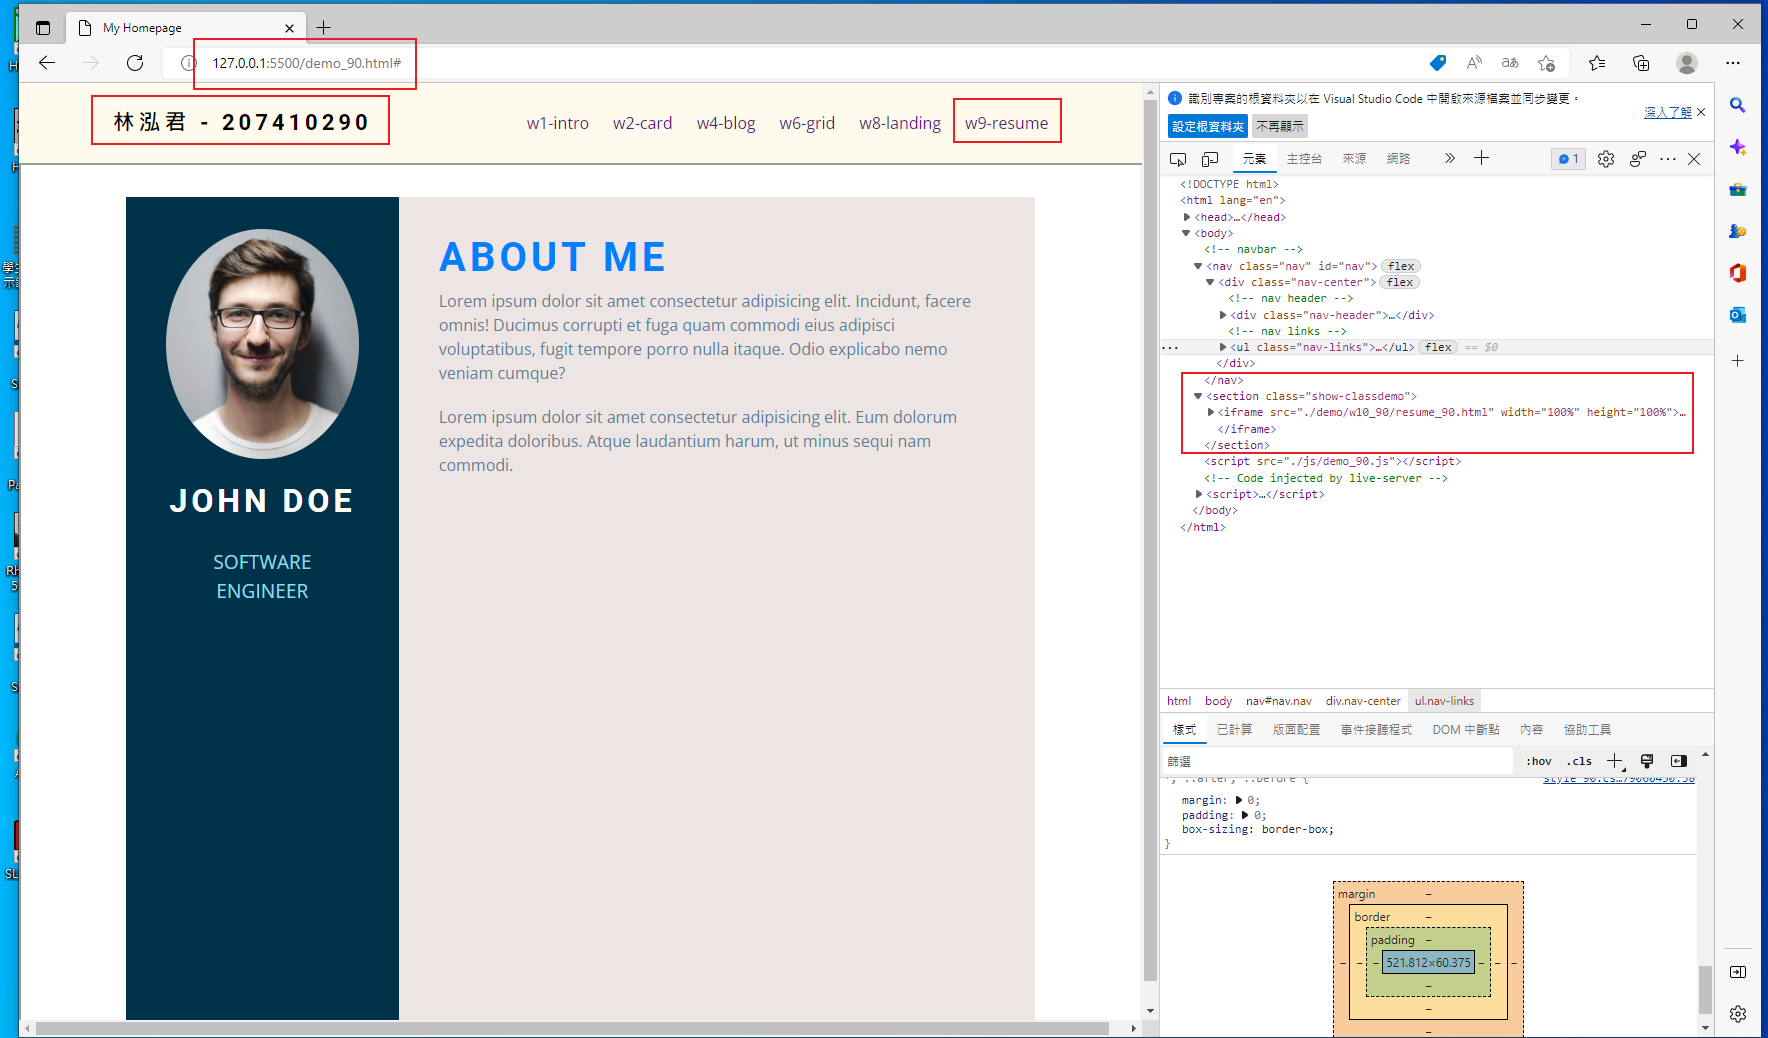 My Homepage
127.0.0.1:5500/demo_90.html#
林泓君 - 207410290
w1-intro
w2-card
w4-blog
w6-grid
w8-landing
w9-resume
JOHN DOE
SOFTWARE
ENGINEER
ABOUT ME
Lorem ipsum dolor sit amet consectetur adipisicing elit. Incidunt, facere
omnis! Ducimus corrupti et fuga quam commodi eius adipisci
voluptatibus, fugit tempore porro nulla itaque. Odio explicabo nemo
veniam cumque?
Lorem ipsum dolor sit amet consectetur adipisicing elit. Eum dolorum
expedita doloribus. Atque laudantium harum, ut minus sequi nam
commodi.
識別專案的根資料夾以在 Visual Studio Code 中開啟來源檔案並同步變更。
深入了解
設定根資料夾 不再顯示
元素 主控台 來源 網路 1
<!DOCTYPE html>
<html lang="en">
<head>…</head>
<body>
<!-- navbar -->
<nav class="nav" id="nav"> flex
<div class="nav-center"> flex
<!-- nav header -->
<div class="nav-header">…</div>
<!-- nav links -->
<ul class="nav-links">…</ul> flex == $0
</div>
</nav>
<section class="show-classdemo">
<iframe src="./demo/w10_90/resume_90.html" width="100%" height="100%">…
</iframe>
</section>
<script src="./js/demo_90.js"></script>
<!-- Code injected by live-server -->
<script>…</script>
</body>
</html>
html body nav#nav.nav div.nav-center ul.nav-links
樣式 已計算 版面配置 事件接聽程式 DOM 中斷點 內容 協助工具
篩選 :hov .cls
margin: 0;
padding: 0;
box-sizing: border-box;
}
margin –
border –
padding –
– – – 521.812×60.375 – – –
–
–
–